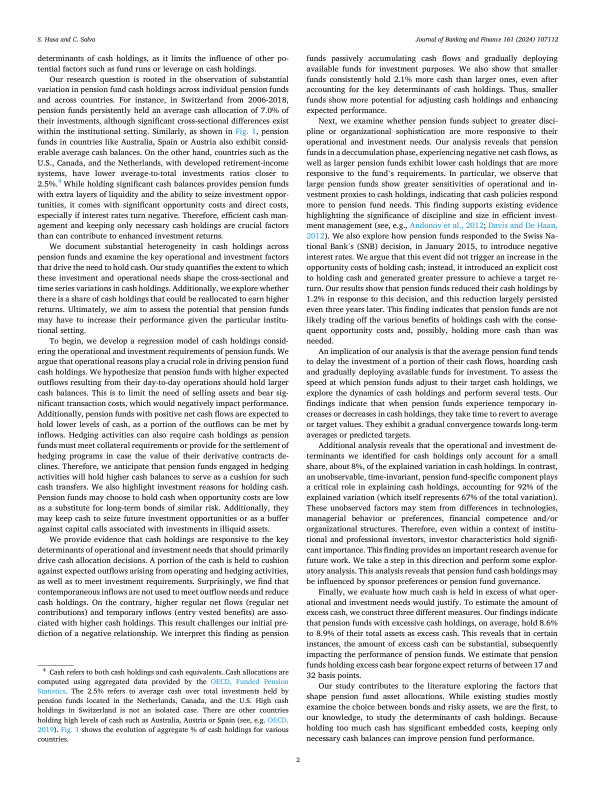 S. Hasa and C. Salva
Journal of Banking and Finance 161 (2024) 107112
determinants of cash holdings, as it limits the influence of other po-
tential factors such as fund runs or leverage on cash holdings.
Our research question is rooted in the observation of substantial
variation in pension fund cash holdings across individual pension funds
and across countries. For instance, in Switzerland from 2006-2018,
pension funds persistently held an average cash allocation of 7.0% of
their investments, although significant cross-sectional differences exist
within the institutional setting. Similarly, as shown in Fig. 1, pension
funds in countries like Australia, Spain or Austria also exhibit consid-
erable average cash balances. On the other hand, countries such as the
U.S., Canada, and the Netherlands, with developed retirement-income
systems, have lower average-to-total investments ratios closer to
2.5%.4 While holding significant cash balances provides pension funds
with extra layers of liquidity and the ability to seize investment oppor-
tunities, it comes with significant opportunity costs and direct costs,
especially if interest rates turn negative. Therefore, efficient cash man-
agement and keeping only necessary cash holdings are crucial factors
than can contribute to enhanced investment returns.
We document substantial heterogeneity in cash holdings across
pension funds and examine the key operational and investment factors
that drive the need to hold cash. Our study quantifies the extent to which
these investment and operational needs shape the cross-sectional and
time series variations in cash holdings. Additionally, we explore whether
there is a share of cash holdings that could be reallocated to earn higher
returns. Ultimately, we aim to assess the potential that pension funds
may have to increase their performance given the particular institu-
tional setting.
To begin, we develop a regression model of cash holdings consid-
ering the operational and investment requirements of pension funds. We
argue that operational reasons play a crucial role in driving pension fund
cash holdings. We hypothesize that pension funds with higher expected
outflows resulting from their day-to-day operations should hold larger
cash balances. This is to limit the need of selling assets and bear sig-
nificant transaction costs, which would negatively impact performance.
Additionally, pension funds with positive net cash flows are expected to
hold lower levels of cash, as a portion of the outflows can be met by
inflows. Hedging activities can also require cash holdings as pension
funds must meet collateral requirements or provide for the settlement of
hedging programs in case the value of their derivative contracts de-
clines. Therefore, we anticipate that pension funds engaged in hedging
activities will hold higher cash balances to serve as a cushion for such
cash transfers. We also highlight investment reasons for holding cash.
Pension funds may choose to hold cash when opportunity costs are low
as a substitute for long-term bonds of similar risk. Additionally, they
may keep cash to seize future investment opportunities or as a buffer
against capital calls associated with investments in illiquid assets.
We provide evidence that cash holdings are responsive to the key
determinants of operational and investment needs that should primarily
drive cash allocation decisions. A portion of the cash is held to cushion
against expected outflows arising from operating and hedging activities,
as well as to meet investment requirements. Surprisingly, we find that
contemporaneous inflows are not used to meet outflow needs and reduce
cash holdings. On the contrary, higher regular net flows (regular net
contributions) and temporary inflows (entry vested benefits) are asso-
ciated with higher cash holdings. This result challenges our initial pre-
diction of a negative relationship. We interpret this finding as pension
4 Cash refers to both cash holdings and cash equivalents. Cash allocations are
computed using aggregated data provided by the OECD, Funded Pension
Statistics. The 2.5% refers to average cash over total investments held by
pension funds located in the Netherlands, Canada, and the U.S. High cash
holdings in Switzerland is not an isolated case. There are other countries
holding high levels of cash such as Australia, Austria or Spain (see, e.g. OECD,
2019). Fig. 1 shows the evolution of aggregate % of cash holdings for various
countries.
funds passively accumulating cash flows and gradually deploying
available funds for investment purposes. We also show that smaller
funds consistently hold 2.1% more cash than larger ones, even after
accounting for the key determinants of cash holdings. Thus, smaller
funds show more potential for adjusting cash holdings and enhancing
expected performance.
Next, we examine whether pension funds subject to greater disci-
pline or organizational sophistication are more responsive to their
operational and investment needs. Our analysis reveals that pension
funds in a deccumulation phase, experiencing negative net cash flows, as
well as larger pension funds exhibit lower cash holdings that are more
responsive to the fund's requirements. In particular, we observe that
large pension funds show greater sensitivities of operational and in-
vestment proxies to cash holdings, indicating that cash policies respond
more to pension fund needs. This finding supports existing evidence
highlighting the significance of discipline and size in efficient invest-
ment management (see, e.g., Andonov et al., 2012; Davis and De Haan,
2012). We also explore how pension funds responded to the Swiss Na-
tional Bank's (SNB) decision, in January 2015, to introduce negative
interest rates. We argue that this event did not trigger an increase in the
opportunity costs of holding cash; instead, it introduced an explicit cost
to holding cash and generated greater pressure to achieve a target re-
turn. Our results show that pension funds reduced their cash holdings by
1.2% in response to this decision, and this reduction largely persisted
even three years later. This finding indicates that pension funds are not
likely trading off the various benefits of holdings cash with the conse-
quent opportunity costs and, possibly, holding more cash than was
needed.
An implication of our analysis is that the average pension fund tends
to delay the investment of a portion of their cash flows, hoarding cash
and gradually deploying available funds for investment. To assess the
speed at which pension funds adjust to their target cash holdings, we
explore the dynamics of cash holdings and perform several tests. Our
findings indicate that when pension funds experience temporary in-
creases or decreases in cash holdings, they take time to revert to average
or target values. They exhibit a gradual convergence towards long-term
averages or predicted targets.
Additional analysis reveals that the operational and investment de-
terminants we identified for cash holdings only account for a small
share, about 8%, of the explained variation in cash holdings. In contrast,
an unobservable, time-invariant, pension fund-specific component plays
a critical role in explaining cash holdings, accounting for 92% of the
explained variation (which itself represents 67% of the total variation).
These unobserved factors may stem from differences in technologies,
managerial behavior or preferences, financial competence and/or
organizational structures. Therefore, even within a context of institu-
tional and professional investors, investor characteristics hold signifi-
cant importance. This finding provides an important research avenue for
future work. We take a step in this direction and perform some explor-
atory analysis. This analysis reveals that pension fund cash holdings may
be influenced by sponsor preferences or pension fund governance.
Finally, we evaluate how much cash is held in excess of what oper-
ational and investment needs would justify. To estimate the amount of
excess cash, we construct three different measures. Our findings indicate
that pension funds with excessive cash holdings, on average, hold 8.6%
to 8.9% of their total assets as excess cash. This reveals that in certain
instances, the amount of excess cash can be substantial, subsequently
impacting the performance of pension funds. We estimate that pension
funds holding excess cash bear forgone expect returns of between 17 and
32 basis points.
Our study contributes to the literature exploring the factors that
shape pension fund asset allocations. While existing studies mostly
examine the choice between bonds and risky assets, we are the first, to
our knowledge, to study the determinants of cash holdings. Because
holding too much cash has significant embedded costs, keeping only
necessary cash balances can improve pension fund performance.
2